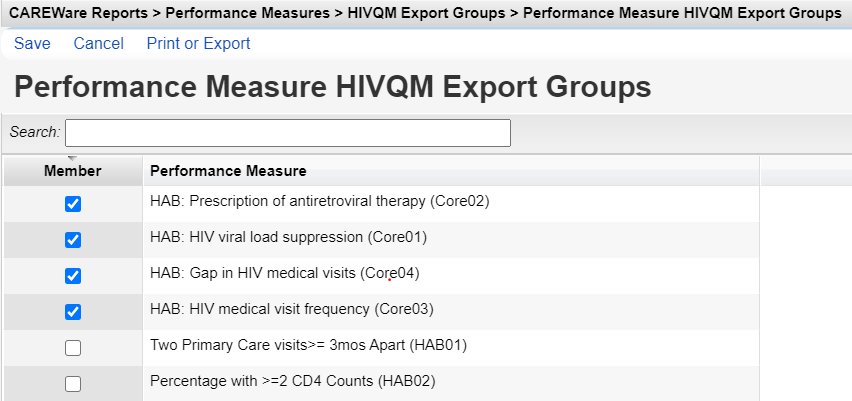 CAREWare Reports > Performance Measures > HIVQM Export Groups > Performance Measure HIVQM Export Groups
Save Cancel Print or Export
Performance Measure HIVQM Export Groups
Search:
Member Performance Measure
HAB: Prescription of antiretroviral therapy (Core02)
HAB: HIV viral load suppression (Core01)
HAB: Gap in HIV medical visits (Core04)
HAB: HIV medical visit frequency (Core03)
Two Primary Care visits>= 3mos Apart (HAB01)
Percentage with >=2 CD4 Counts (HAB02)